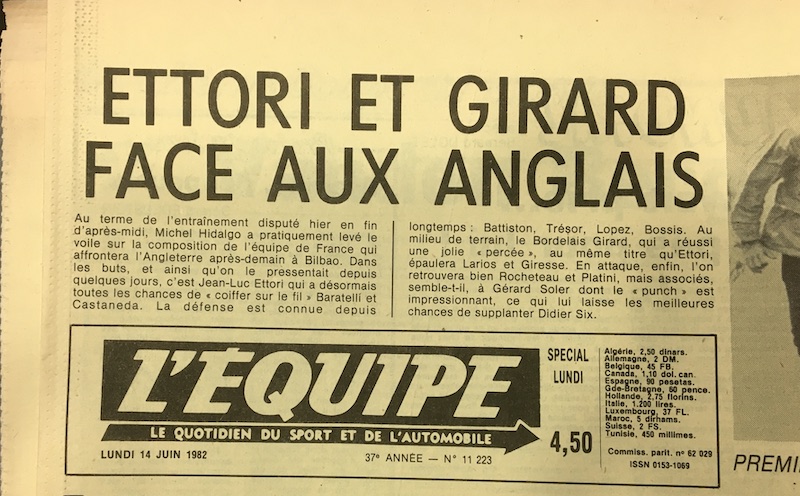 ETTORI ET GIRARD
FACE AUX ANGLAIS
Au terme de l'entraînement disputé hier en fin
d'après-midi, Michel Hidalgo a pratiquement levé le
voile sur la composition de l'équipe de France qui
affrontera l'Angleterre après-demain à Bilbao. Dans
les buts, et ainsi qu'on le pressentait depuis
quelques jours, c'est Jean-Luc Ettori qui a désormais
toutes les chances de « coiffer sur le fil » Baratelli et
Castaneda. La défense est connue depuis
longtemps : Battiston, Trésor, Lopez, Bossis. Au
milieu de terrain, le Bordelais Girard, qui a réussi
une jolie « percée », au même titre qu'Ettori,
épaulera Larios et Giresse. En attaque, enfin, l'on
retrouvera bien Rocheteau et Platini, mais associés,
semble-t-il, à Gérard Soler dont le « punch » est
impressionnant, ce qui lui laisse les meilleures
chances de supplanter Didier Six.
L'ÉQUIPE
LE QUOTIDIEN DU SPORT ET DE L'AUTOMOBILE
LUNDI 14 JUIN 1982
37e ANNÉE — N° 11 223
SPECIAL
LUNDI
4,50
Algérie, 2,50 dinars.
Allemagne, 2 DM.
Belgique, 45 FB.
Canada, 1,10 dol. can.
Espagne, 90 pesetas.
Gde-Bretagne, 60 pence.
Hollande, 2,75 florins.
Italie, 1.200 lires.
Luxembourg, 37 FL.
Maroc, 5 dirhams.
Suisse, 2 FS.
Tunisie, 450 millimes.
Commiss. parit. n° 62 029
ISSN 0153-1069